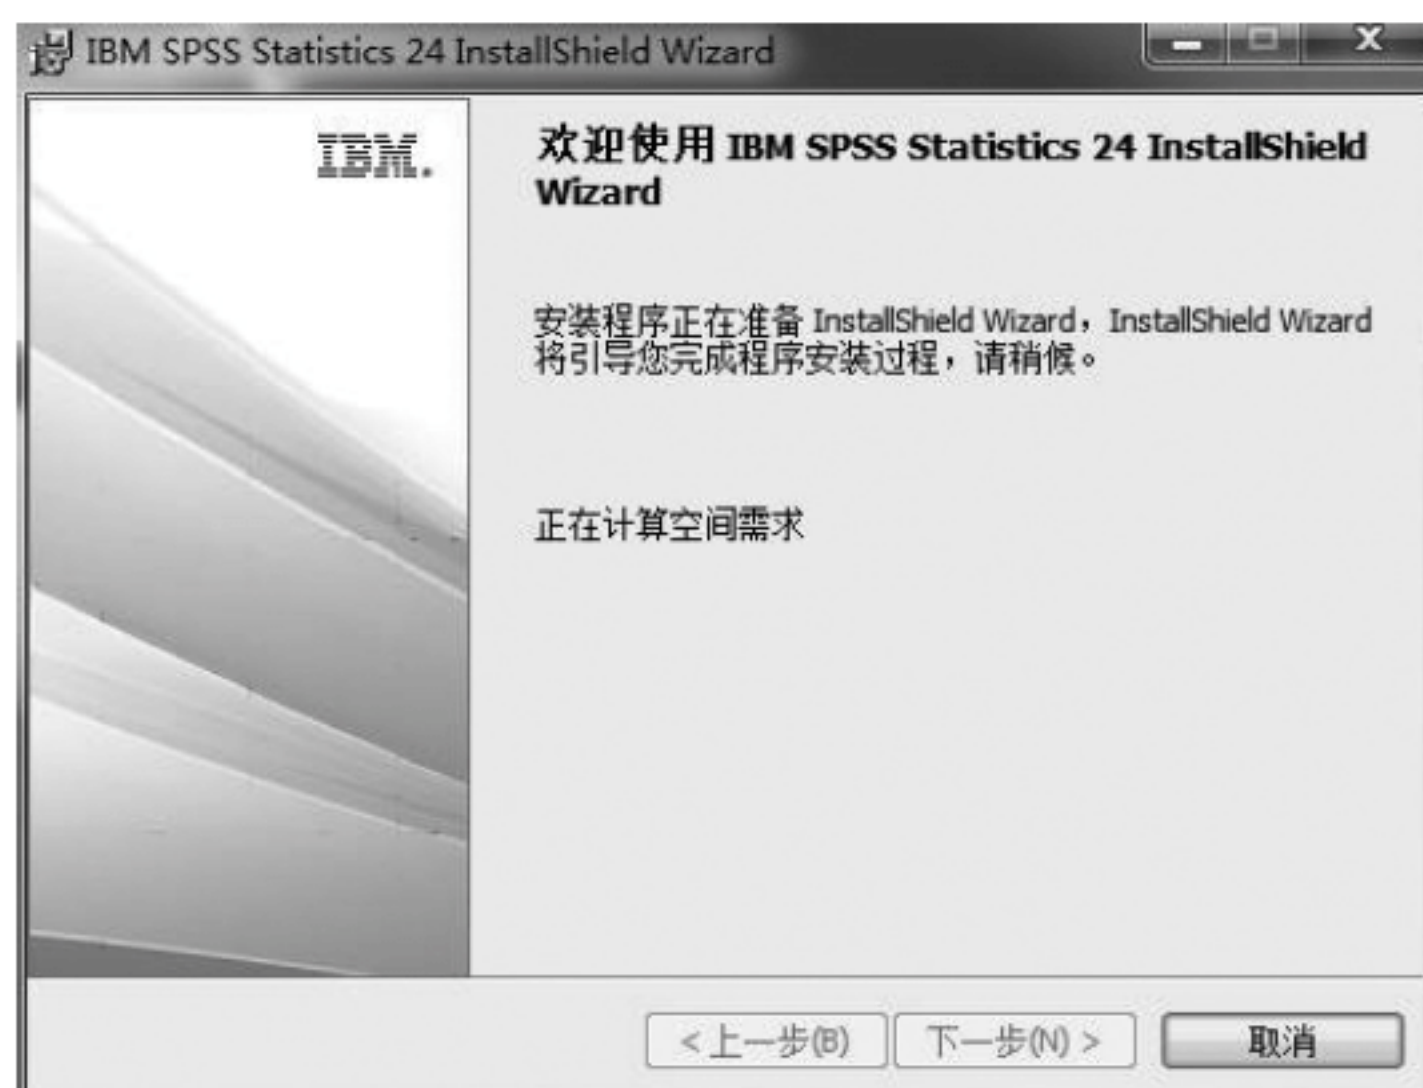 IBM SPSS Statistics 24 InstallShield Wizard
IBM.
欢迎使用 IBM SPSS Statistics 24 InstallShield
Wizard
安装程序正在准备 InstallShield Wizard，InstallShield Wizard
将引导您完成程序安装过程，请稍候。
正在计算空间需求
<上一步(B)
下一步(N) >
取消